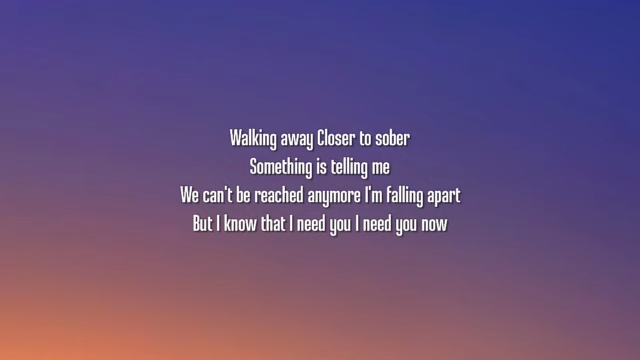 Walking away Closer to sober
Something is telling me
We can't be reached anymore I'm falling apart
But I know that I need you I need you now